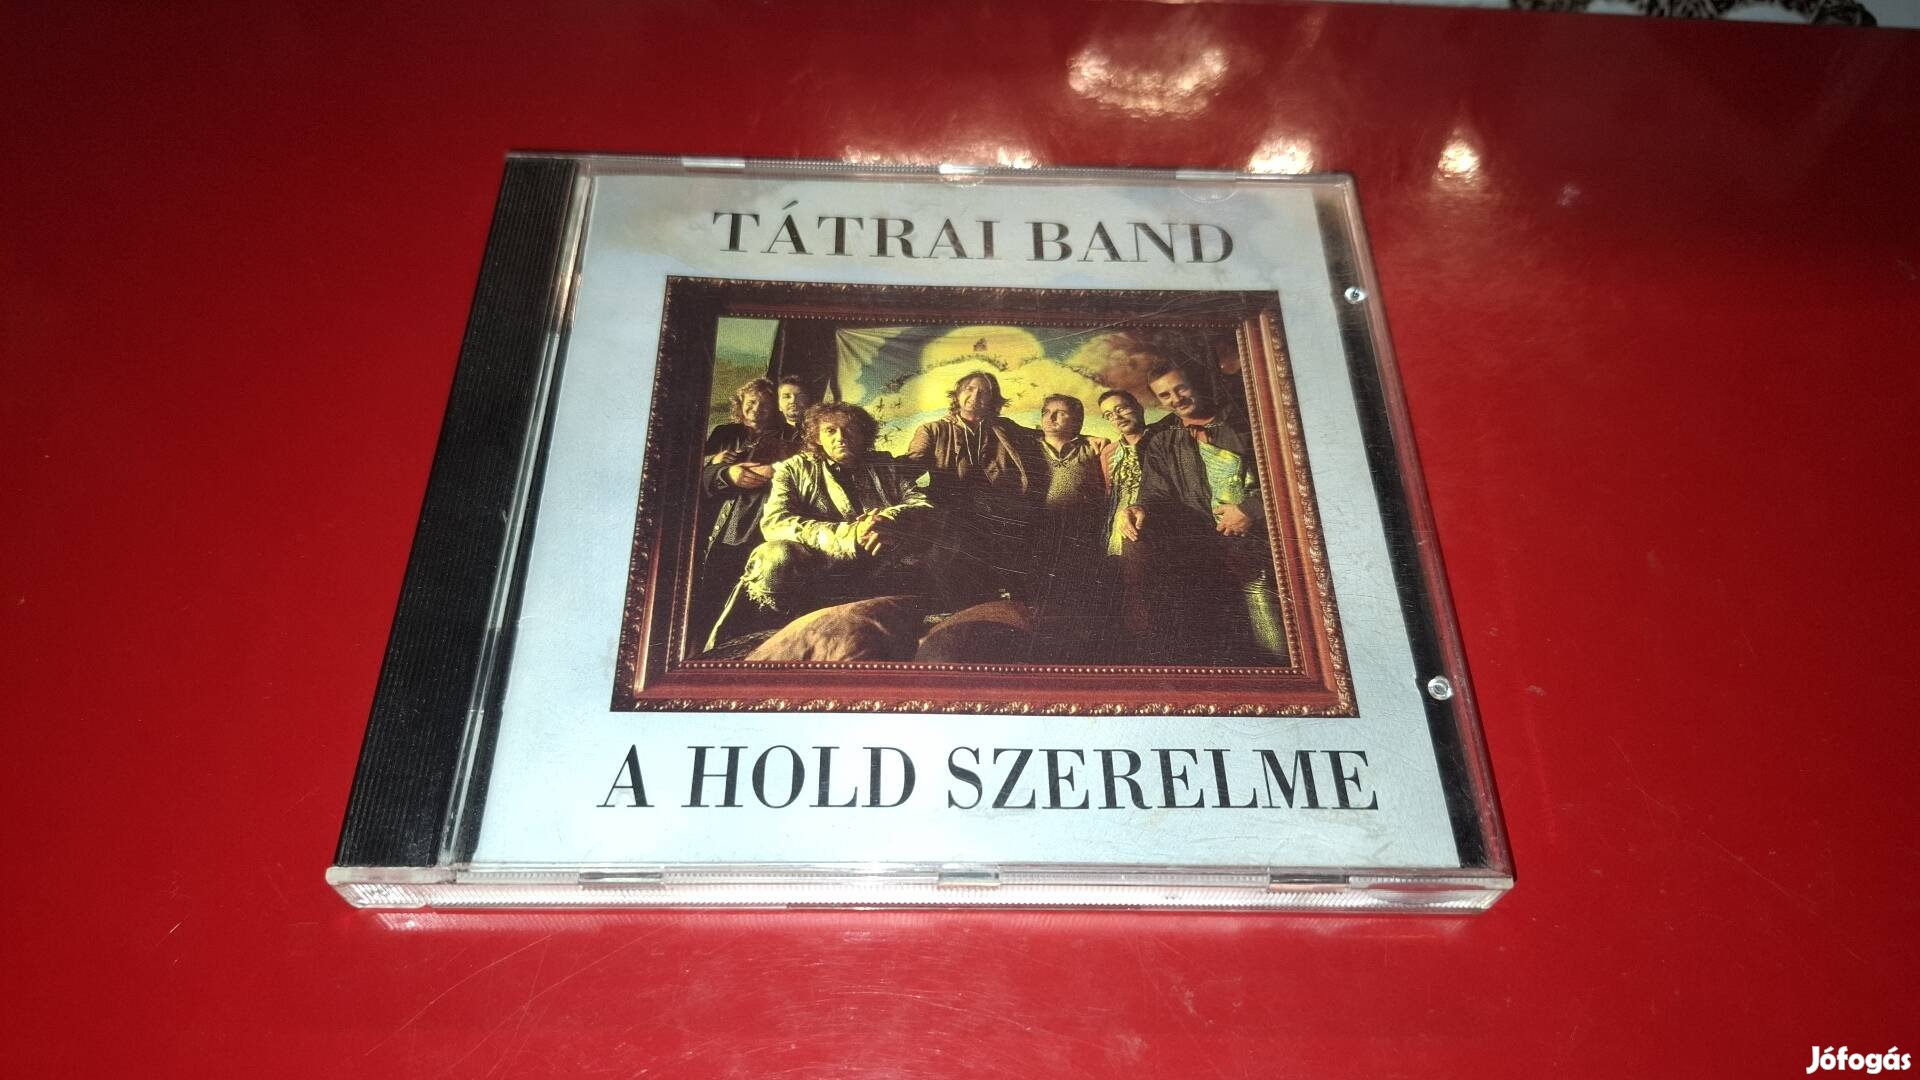 TÁTRAI BAND
A HOLD SZERELME
Jófogás